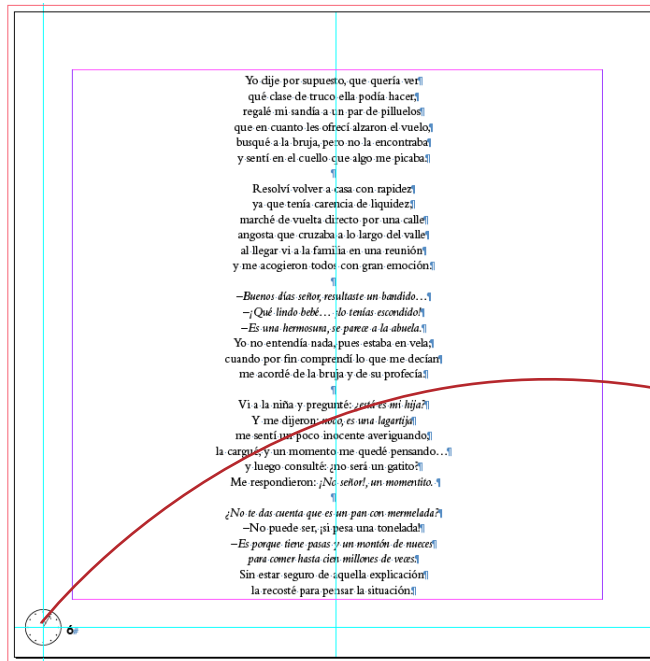 Yo dije por supuesto, que quería ver
qué clase de truco ella podía hacer;
regalé mi sandía a un par de pilluelos
que en cuanto les ofrecí alzaron el vuelo;
busqué a la bruja, pero no la encontraba
y sentí en el cuello que algo me picaba.
Resolví volver a casa con rapidez
ya que tenía carencia de liquidez;
marché de vuelta directo por una calle
angosta que cruzaba a lo largo del valle
al llegar vi a la familia en una reunión
y me acogieron todos con gran emoción:
—Buenos días señor, resultaste un bandido…
—¡Qué lindo bebé… lo tenías escondido!
—Es una hermosura, se parece a la abuela.
Yo no entendía nada, pues estaba en vela;
cuando por fin comprendí lo que me decían
me acordé de la bruja y de su profecía.
Vi a la niña y pregunté: ¿está es mi hija?
Y me dijeron: nooo, es una lagartija
me sentí un poco inocente averiguando;
la cargué, y un momento me quedé pensando…
y luego consulté: ¿no será un gatito?
Me respondieron: ¡No señor!, un momentito.
¿No te das cuenta que es un pan con mermelada?
—No puede ser, ¡si pesa una tonelada!
—Es porque tiene pasas y un montón de nueces
para comer hasta cien millones de veces.
Sin estar seguro de aquella explicación
la recosté para pensar la situación.
6